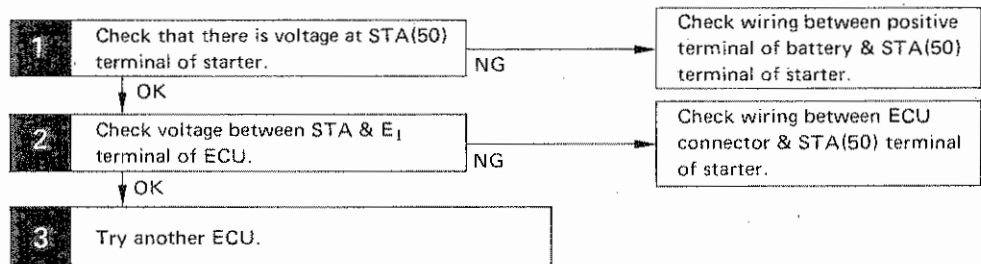 1
Check that there is voltage at STA(50)
terminal of starter.
NG
Check wiring between positive
terminal of battery & STA(50)
terminal of starter.
OK
2
Check voltage between STA & E1
terminal of ECU.
NG
Check wiring between ECU
connector & STA(50) terminal
of starter.
OK
3
Try another ECU.